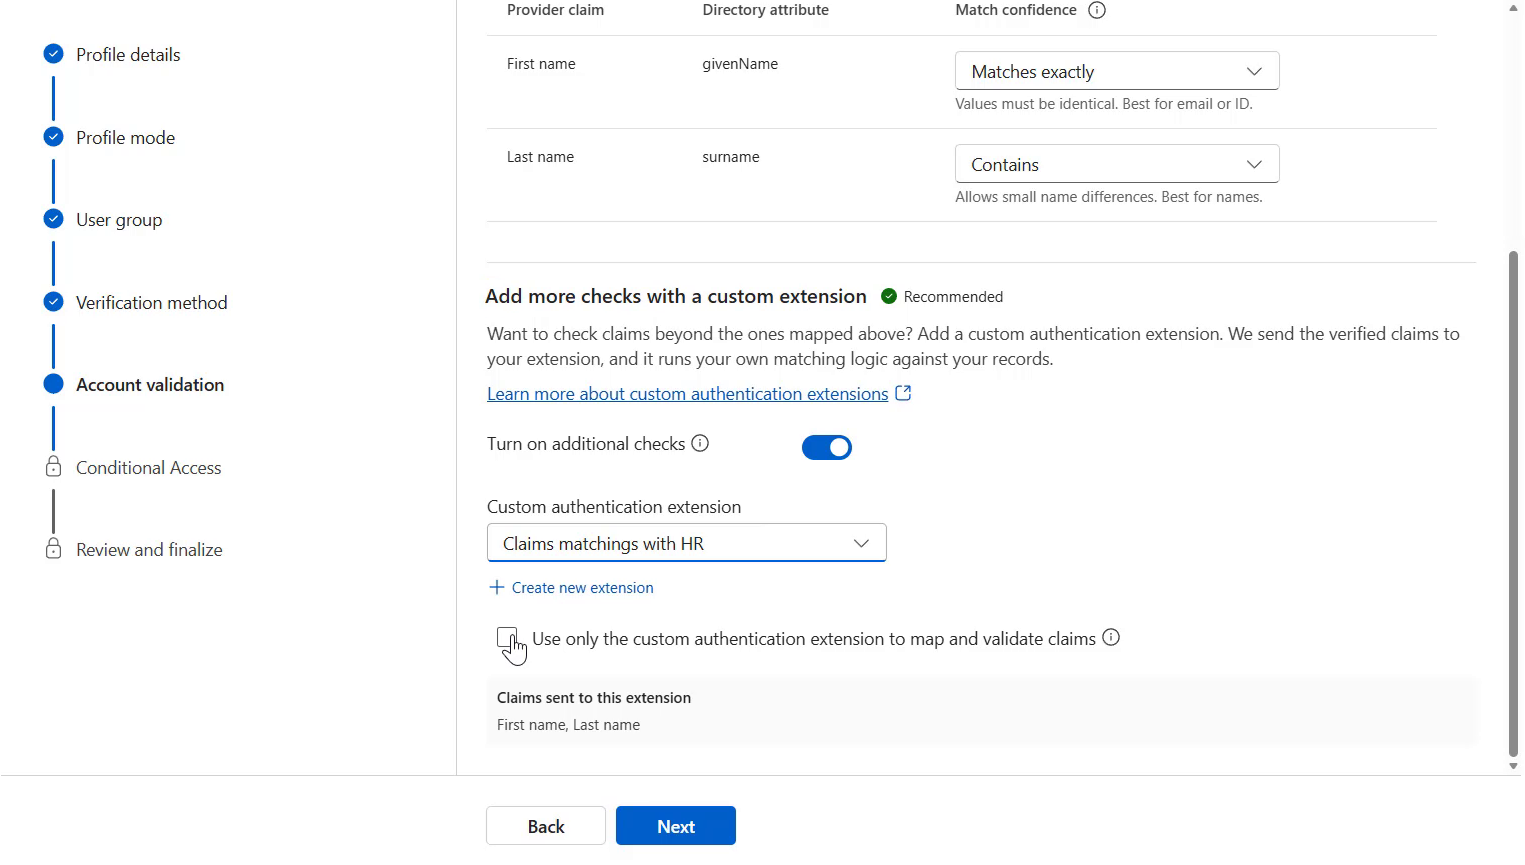 Profile details
Profile mode
User group
Verification method
Account validation
Conditional Access
Review and finalize
Provider claim
Directory attribute
Match confidence
First name
givenName
Matches exactly
Values must be identical. Best for email or ID.
Last name
surname
Contains
Allows small name differences. Best for names.
Add more checks with a custom extension
Recommended
Want to check claims beyond the ones mapped above? Add a custom authentication extension. We send the verified claims to
your extension, and it runs your own matching logic against your records.
Learn more about custom authentication extensions
Turn on additional checks
Custom authentication extension
Claims matchings with HR
Create new extension
Use only the custom authentication extension to map and validate claims
Claims sent to this extension
First name, Last name
Back
Next